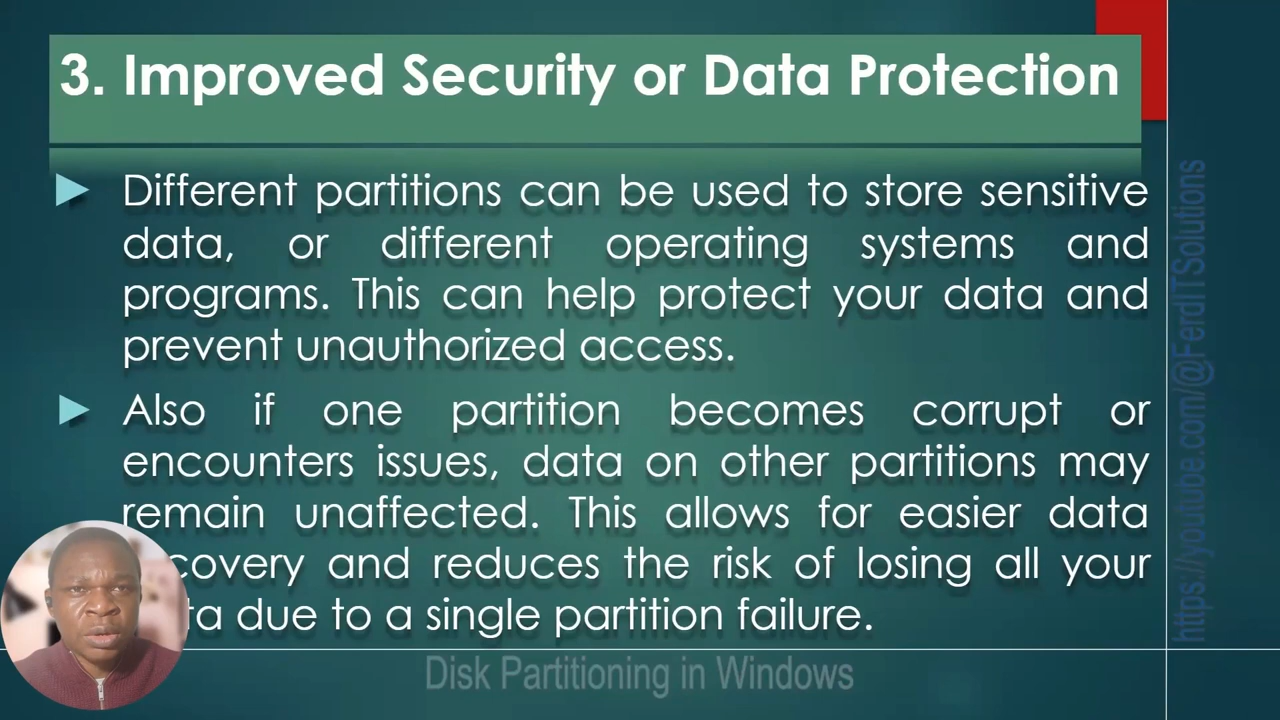 3. Improved Security or Data Protection
Different partitions can be used to store sensitive
data, or different operating systems and
programs. This can help protect your data and
prevent unauthorized access.
Also if one partition becomes corrupt or
encounters issues, data on other partitions may
remain unaffected. This allows for easier data
covery and reduces the risk of losing all your
ta due to a single partition failure.
Disk Partitioning in Windows
https://youtube.com/@FerdITSolutions